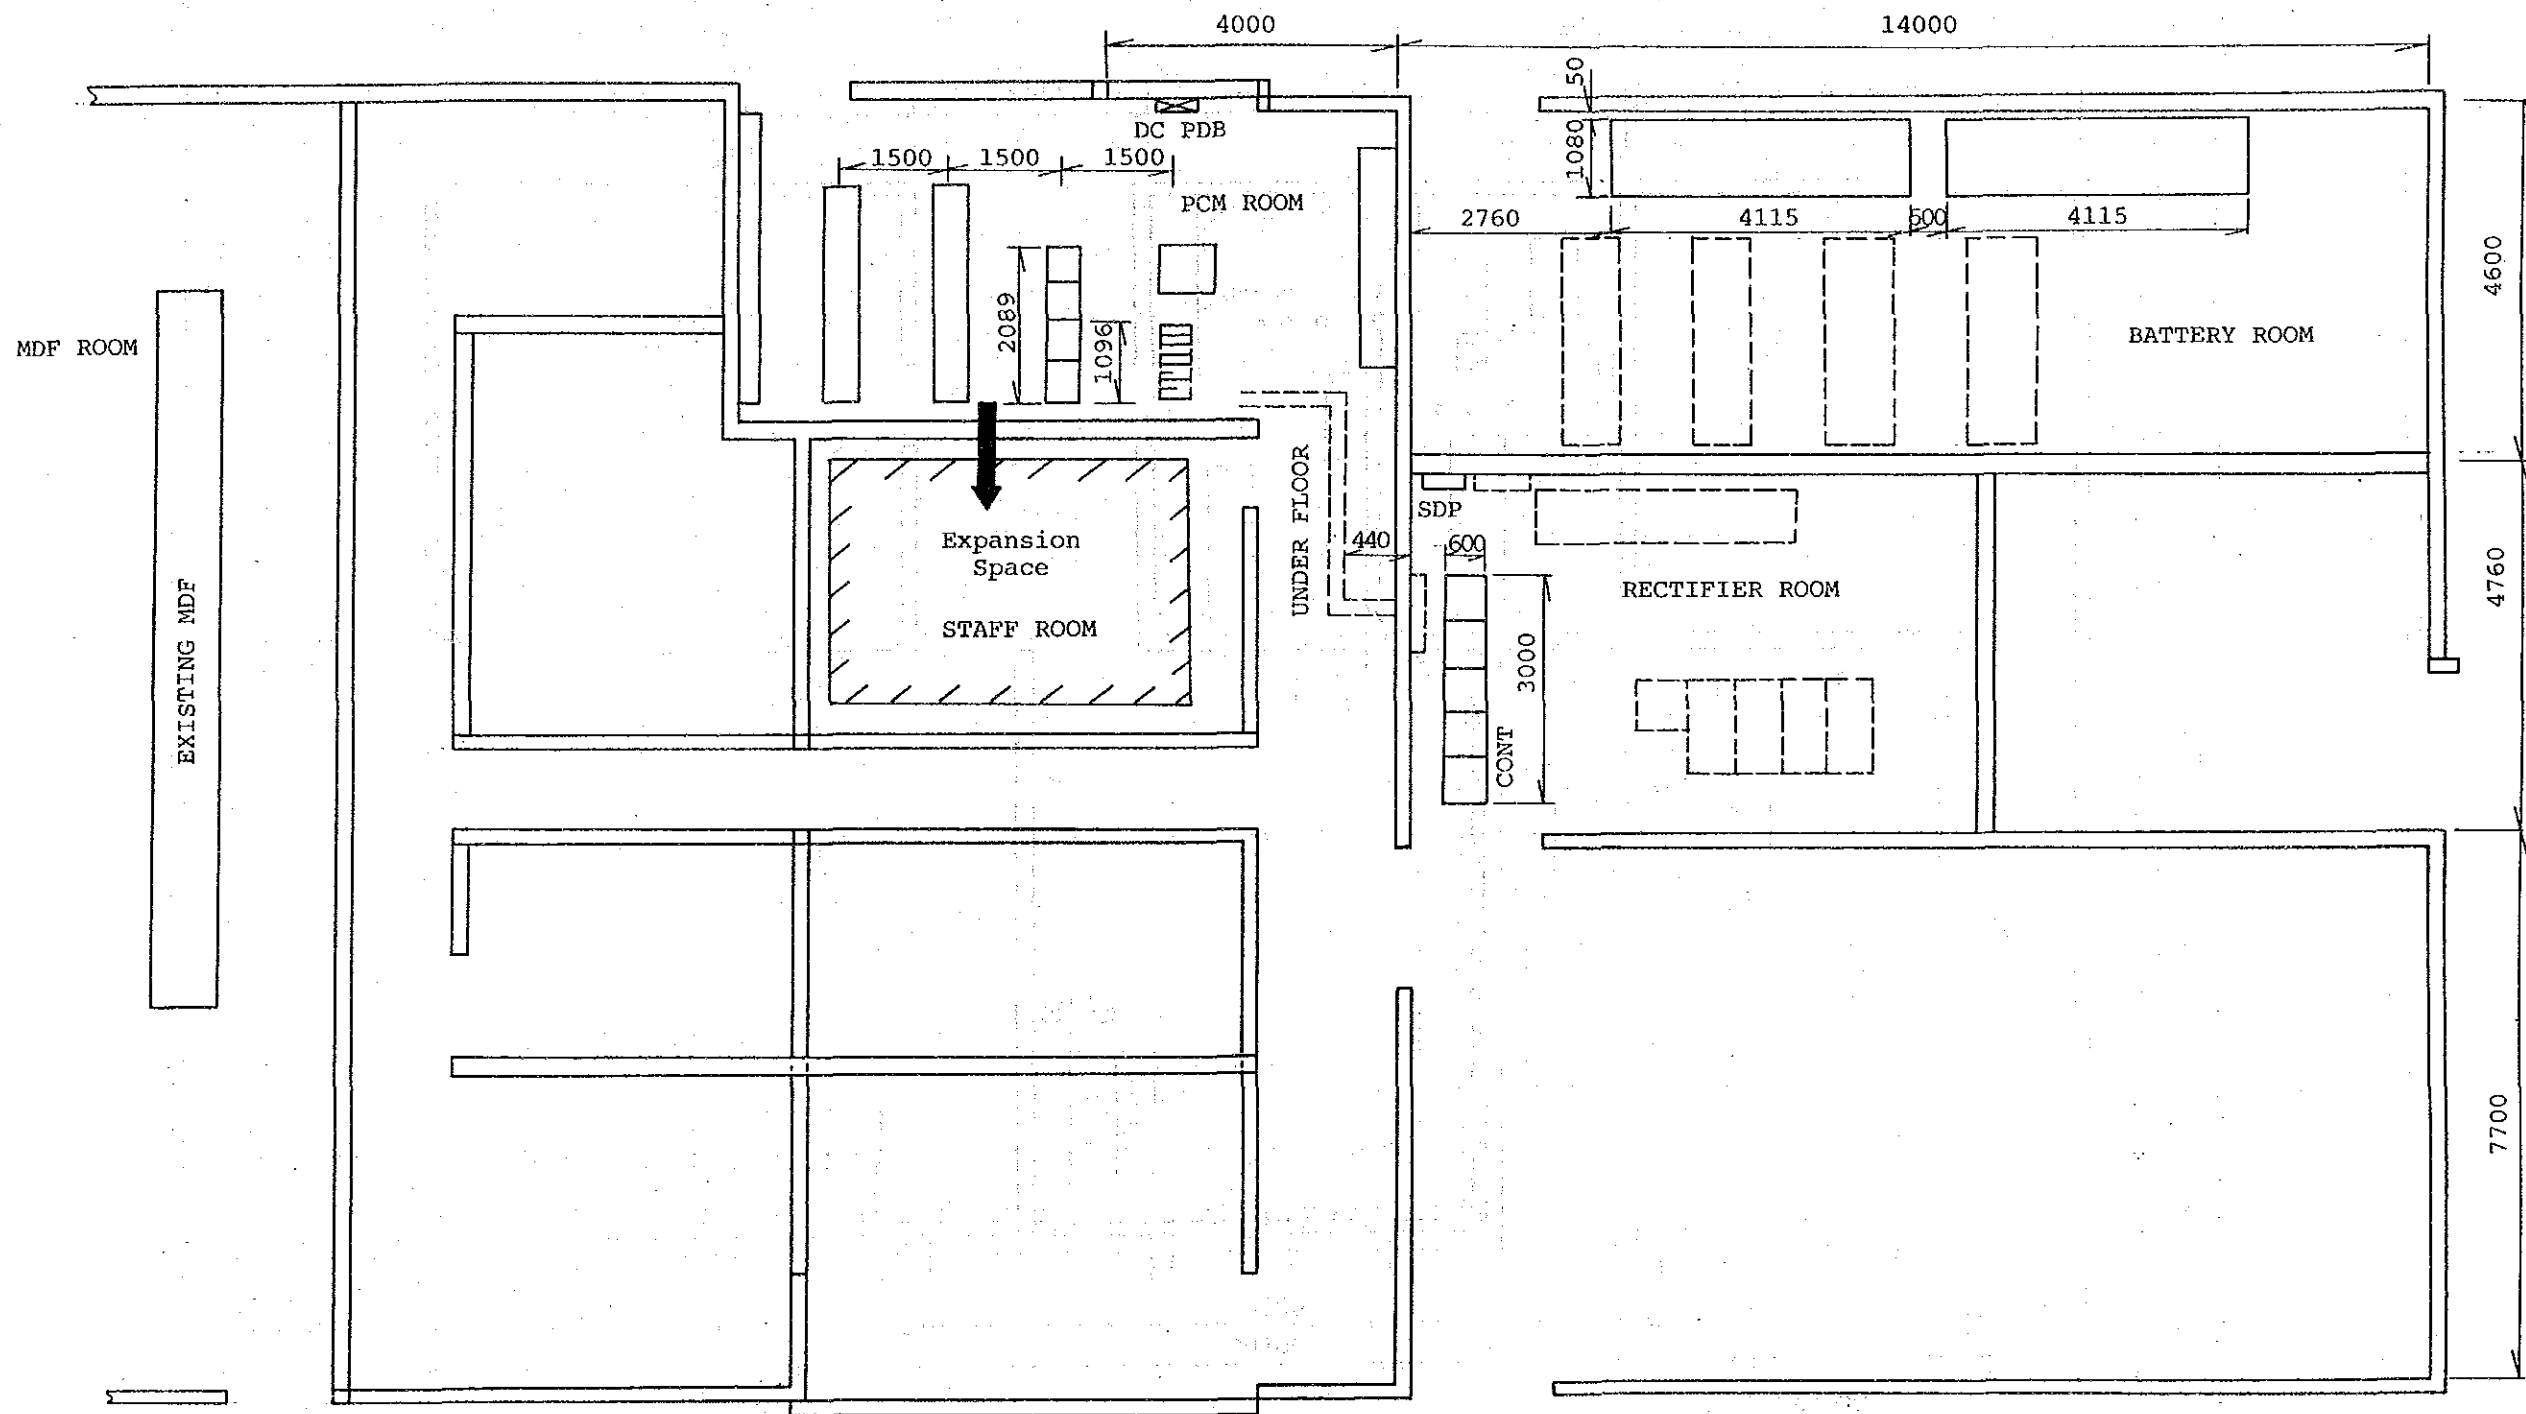 4000
14000
50
DC PDB
1500
1500
1500
1080
PCM ROOM
2760
4115
600
4115
4600
2089
1096
MDF ROOM
BATTERY ROOM
UNDER FLOOR
SDP
Expansion
Space
440
600
EXISTING MDF
STAFF ROOM
RECTIFIER ROOM
4760
3000
CONT
7700